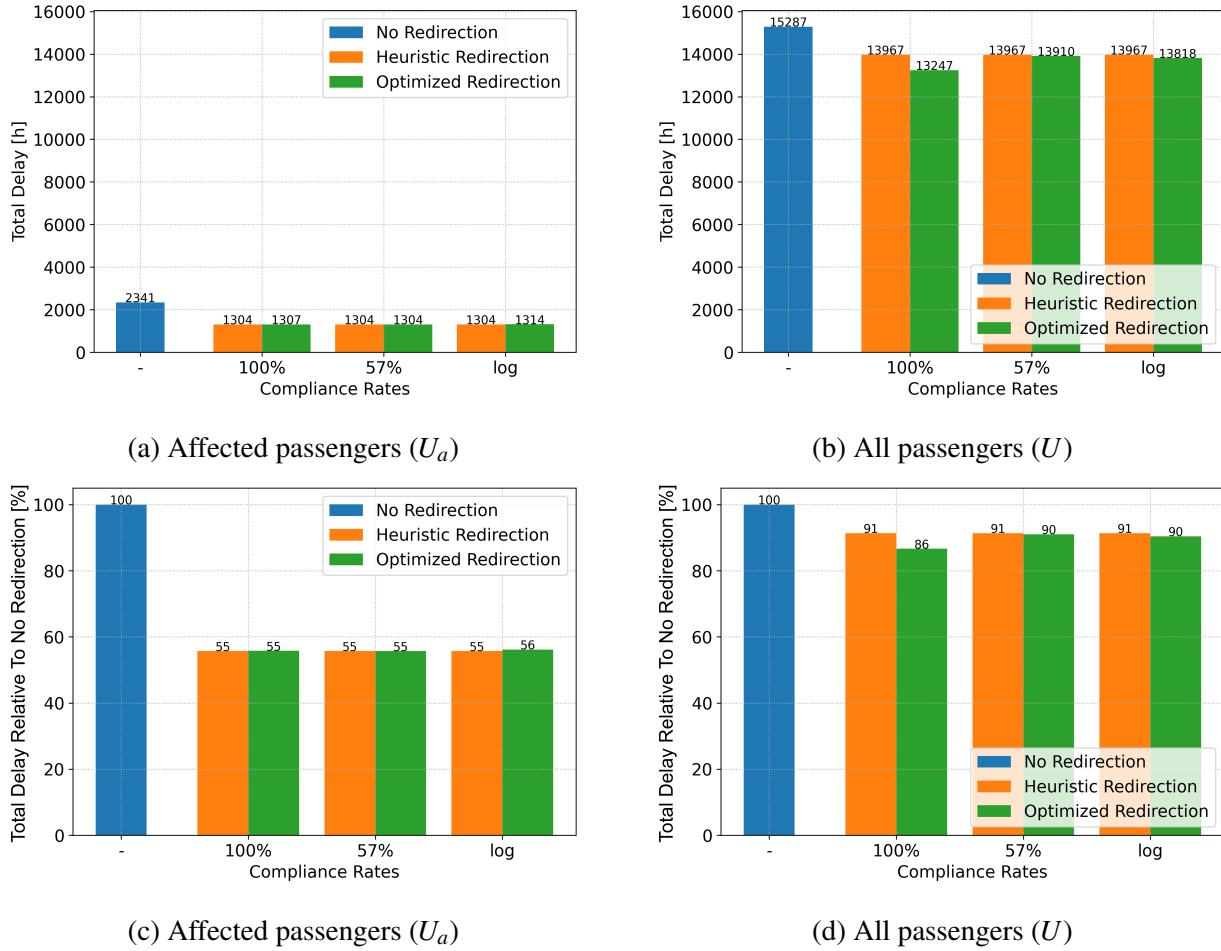 16000
14000
12000
10000
8000
6000
4000
2000
0
Total Delay [h]
No Redirection
Heuristic Redirection
Optimized Redirection
2341
1304
1307
1304
1304
1304
1314
- 100% 57% log
Compliance Rates
(a) Affected passengers (Uₐ)
16000
14000
12000
10000
8000
6000
4000
2000
0
Total Delay [h]
15287
13967
13247
13967
13910
13967
13818
No Redirection
Heuristic Redirection
Optimized Redirection
- 100% 57% log
Compliance Rates
(b) All passengers (U)
100
80
60
40
20
0
Total Delay Relative To No Redirection [%]
No Redirection
Heuristic Redirection
Optimized Redirection
100
55
55
55
55
55
56
- 100% 57% log
Compliance Rates
(c) Affected passengers (Uₐ)
100
80
60
40
20
0
Total Delay Relative To No Redirection [%]
100
91
86
91
90
91
90
No Redirection
Heuristic Redirection
Optimized Redirection
- 100% 57% log
Compliance Rates
(d) All passengers (U)